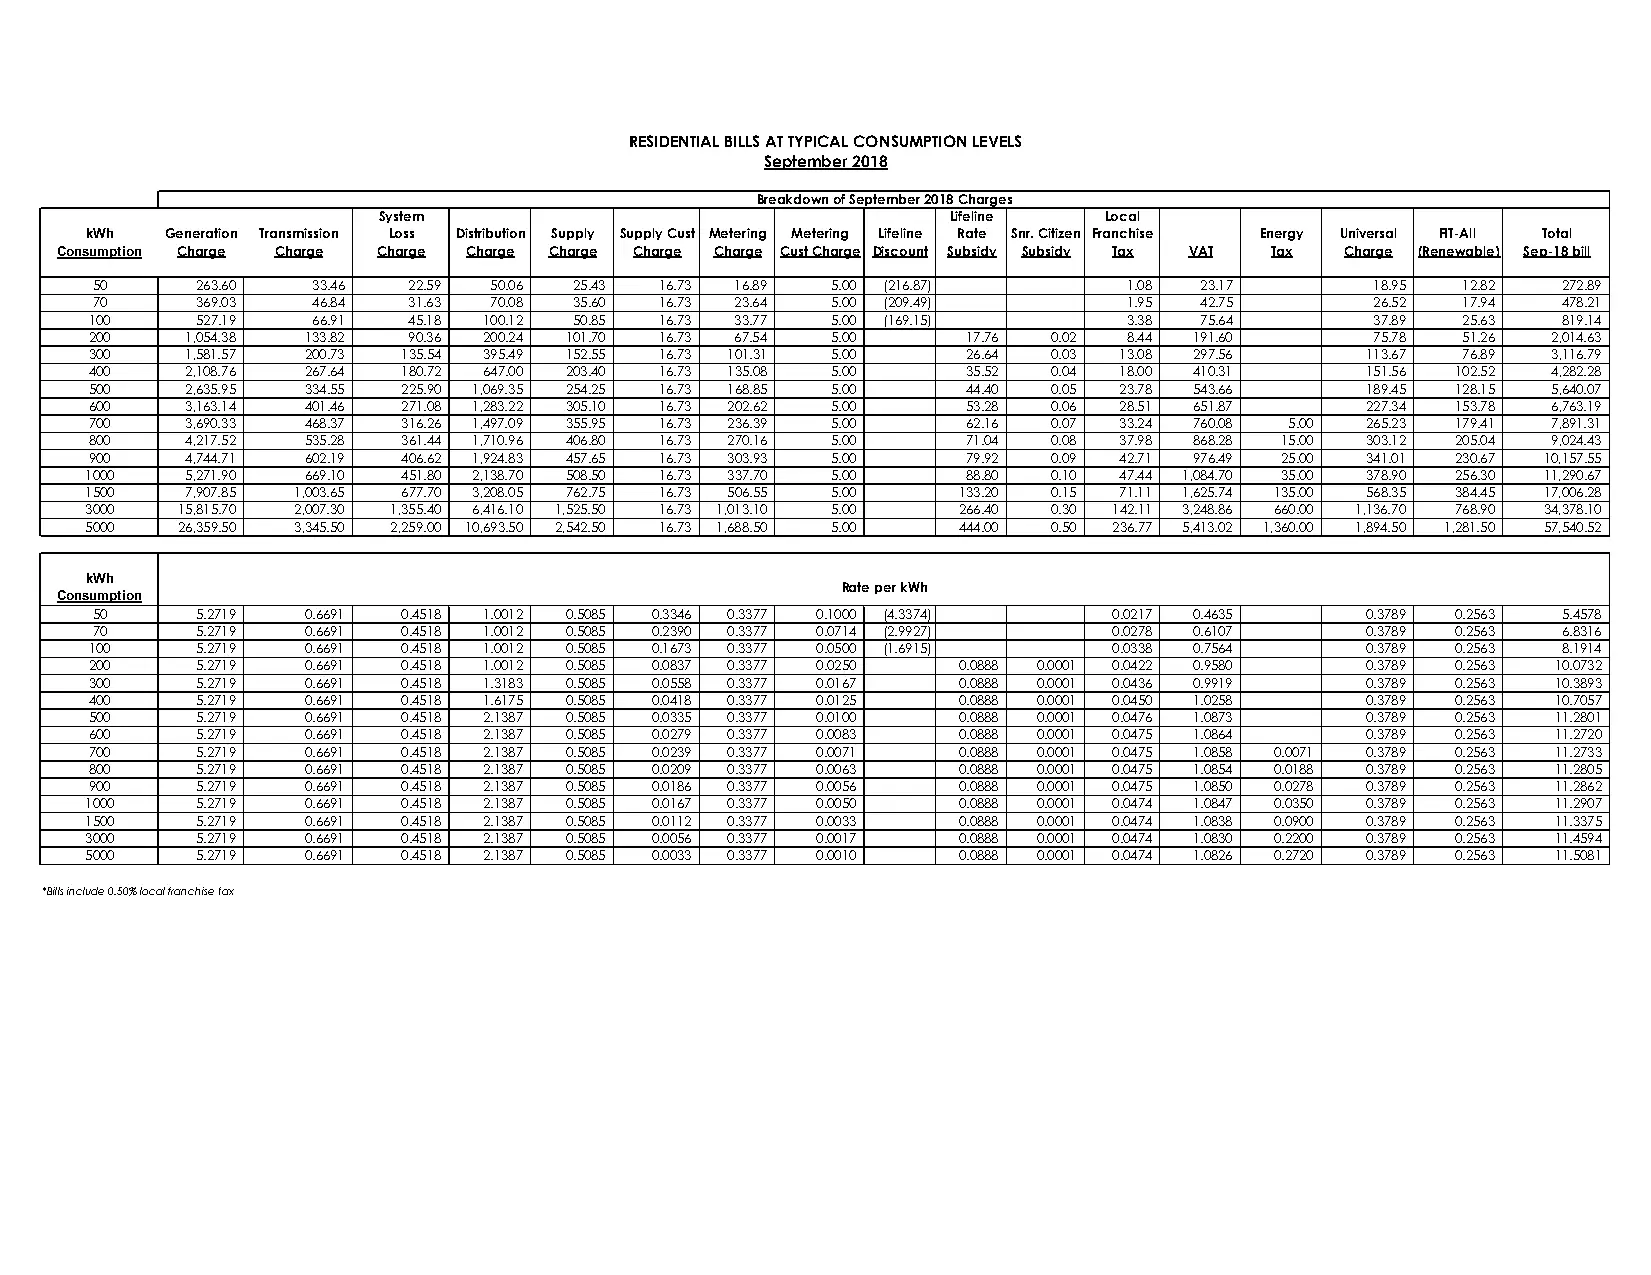 RESIDENTIAL BILLS AT TYPICAL CONSUMPTION LEVELS
September 2018
Breakdown of September 2018 Charges
kWh Consumption Generation Charge Transmission Charge System Loss Charge Distribution Charge Supply Charge Supply Cust Charge Metering Charge Metering Cust Charge Lifeline Discount Lifeline Rate Subsidy Snr. Citizen Subsidy Local Franchise Tax VAT Energy Tax Universal Charge FIT-All (Renewable) Total Sep-18 bill
50 263.60 33.46 22.59 50.06 25.43 16.73 16.89 5.00 (216.87) 1.08 23.17 18.95 12.82 272.89
70 369.03 46.84 31.63 70.08 35.60 16.73 23.64 5.00 (209.49) 1.95 42.75 26.52 17.94 478.21
100 527.19 66.91 45.18 100.12 50.85 16.73 33.77 5.00 (169.15) 3.38 75.64 37.89 25.63 819.14
200 1,054.38 133.82 90.36 200.24 101.70 16.73 67.54 5.00 17.76 0.02 8.44 191.60 75.78 51.26 2,014.63
300 1,581.57 200.73 135.54 395.49 152.55 16.73 101.31 5.00 26.64 0.03 13.08 297.56 113.67 76.89 3,116.79
400 2,108.76 267.64 180.72 647.00 203.40 16.73 135.08 5.00 35.52 0.04 18.00 410.31 151.56 102.52 4,282.28
500 2,635.95 334.55 225.90 1,069.35 254.25 16.73 168.85 5.00 44.40 0.05 23.78 543.66 189.45 128.15 5,640.07
600 3,163.14 401.46 271.08 1,283.22 305.10 16.73 202.62 5.00 53.28 0.06 28.51 651.87 227.34 153.78 6,763.19
700 3,690.33 468.37 316.26 1,497.09 355.95 16.73 236.39 5.00 62.16 0.07 33.24 760.08 5.00 265.23 179.41 7,891.31
800 4,217.52 535.28 361.44 1,710.96 406.80 16.73 270.16 5.00 71.04 0.08 37.98 868.28 15.00 303.12 205.04 9,024.43
900 4,744.71 602.19 406.62 1,924.83 457.65 16.73 303.93 5.00 79.92 0.09 42.71 976.49 25.00 341.01 230.67 10,157.55
1000 5,271.90 669.10 451.80 2,138.70 508.50 16.73 337.70 5.00 88.80 0.10 47.44 1,084.70 35.00 378.90 256.30 11,290.67
1500 7,907.85 1,003.65 677.70 3,208.05 762.75 16.73 506.55 5.00 133.20 0.15 71.11 1,625.74 135.00 568.35 384.45 17,006.28
3000 15,815.70 2,007.30 1,355.40 6,416.10 1,525.50 16.73 1,013.10 5.00 266.40 0.30 142.11 3,248.86 660.00 1,136.70 768.90 34,378.10
5000 26,359.50 3,345.50 2,259.00 10,693.50 2,542.50 16.73 1,688.50 5.00 444.00 0.50 236.77 5,413.02 1,360.00 1,894.50 1,281.50 57,540.52
kWh Consumption Rate per kWh
50 5.2719 0.6691 0.4518 1.0012 0.5085 0.3346 0.3377 0.1000 (4.3374) 0.0217 0.4635 0.3789 0.2563 5.4578
70 5.2719 0.6691 0.4518 1.0012 0.5085 0.2390 0.3377 0.0714 (2.9927) 0.0278 0.6107 0.3789 0.2563 6.8316
100 5.2719 0.6691 0.4518 1.0012 0.5085 0.1673 0.3377 0.0500 (1.6915) 0.0338 0.7564 0.3789 0.2563 8.1914
200 5.2719 0.6691 0.4518 1.0012 0.5085 0.0837 0.3377 0.0250 0.0888 0.0001 0.0422 0.9580 0.3789 0.2563 10.0732
300 5.2719 0.6691 0.4518 1.3183 0.5085 0.0558 0.3377 0.0167 0.0888 0.0001 0.0436 0.9919 0.3789 0.2563 10.3893
400 5.2719 0.6691 0.4518 1.6175 0.5085 0.0418 0.3377 0.0125 0.0888 0.0001 0.0450 1.0258 0.3789 0.2563 10.7057
500 5.2719 0.6691 0.4518 2.1387 0.5085 0.0335 0.3377 0.0100 0.0888 0.0001 0.0476 1.0873 0.3789 0.2563 11.2801
600 5.2719 0.6691 0.4518 2.1387 0.5085 0.0279 0.3377 0.0083 0.0888 0.0001 0.0475 1.0864 0.3789 0.2563 11.2720
700 5.2719 0.6691 0.4518 2.1387 0.5085 0.0239 0.3377 0.0071 0.0888 0.0001 0.0475 1.0858 0.0071 0.3789 0.2563 11.2733
800 5.2719 0.6691 0.4518 2.1387 0.5085 0.0209 0.3377 0.0063 0.0888 0.0001 0.0475 1.0854 0.0188 0.3789 0.2563 11.2805
900 5.2719 0.6691 0.4518 2.1387 0.5085 0.0186 0.3377 0.0056 0.0888 0.0001 0.0475 1.0850 0.0278 0.3789 0.2563 11.2862
1000 5.2719 0.6691 0.4518 2.1387 0.5085 0.0167 0.3377 0.0050 0.0888 0.0001 0.0474 1.0847 0.0350 0.3789 0.2563 11.2907
1500 5.2719 0.6691 0.4518 2.1387 0.5085 0.0112 0.3377 0.0033 0.0888 0.0001 0.0474 1.0838 0.0900 0.3789 0.2563 11.3375
3000 5.2719 0.6691 0.4518 2.1387 0.5085 0.0056 0.3377 0.0017 0.0888 0.0001 0.0474 1.0830 0.2200 0.3789 0.2563 11.4594
5000 5.2719 0.6691 0.4518 2.1387 0.5085 0.0033 0.3377 0.0010 0.0888 0.0001 0.0474 1.0826 0.2720 0.3789 0.2563 11.5081
*Bills include 0.50% local franchise tax